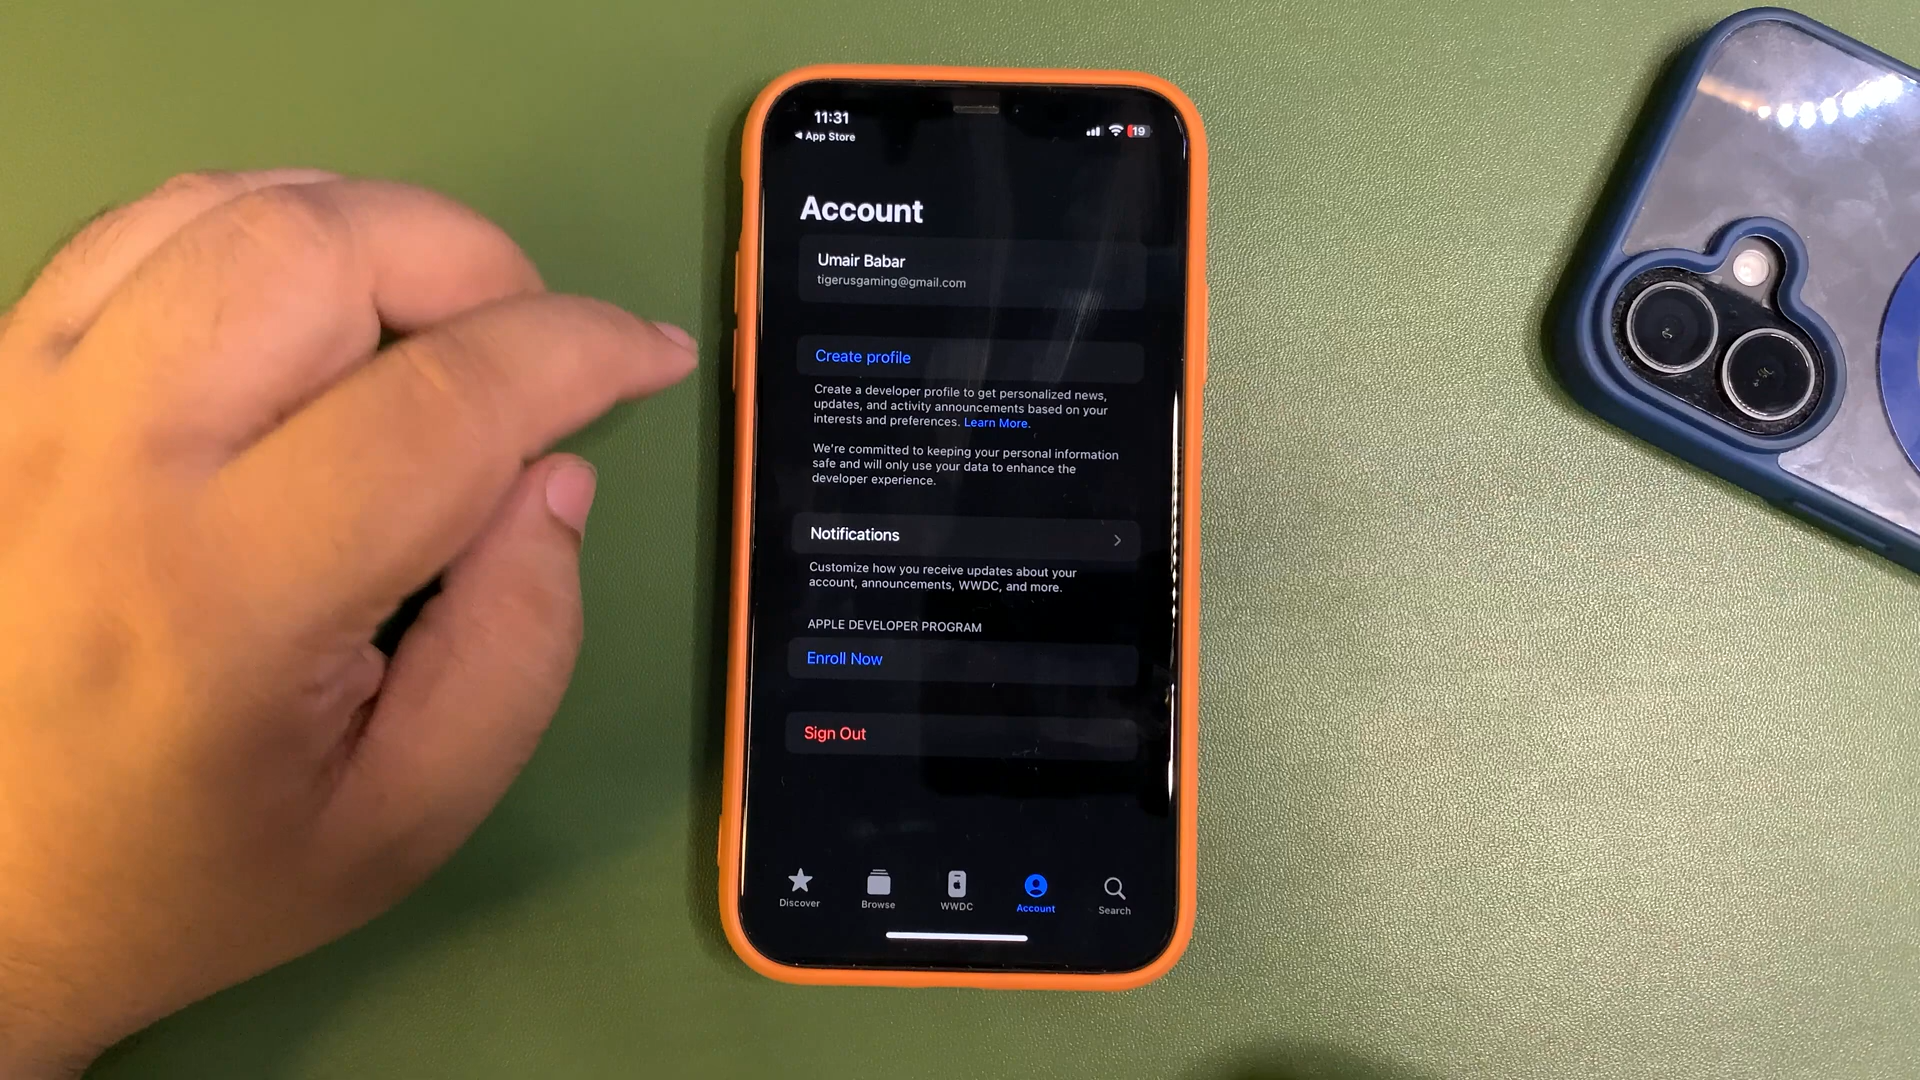 11:31
19
◀ App Store
Account
Umair Babar
tigerusgaming@gmail.com
Create profile
Create a developer profile to get personalized news,
updates, and activity announcements based on your
interests and preferences. Learn More.
We're committed to keeping your personal information
safe and will only use your data to enhance the
developer experience.
Notifications
Customize how you receive updates about your
account, announcements, WWDC, and more.
APPLE DEVELOPER PROGRAM
Enroll Now
Sign Out
Discover
Browse
WWDC
Account
Search